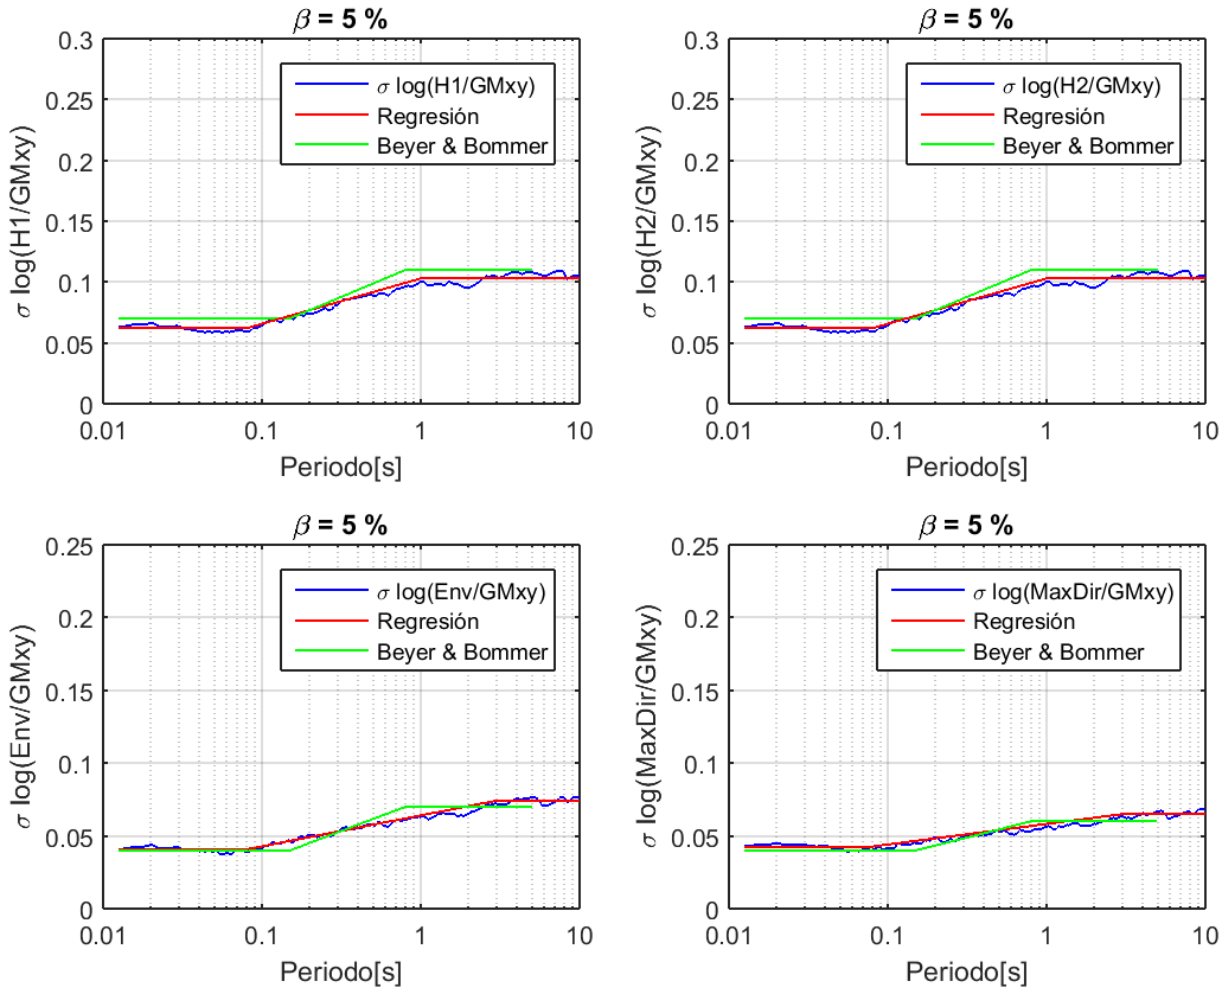 β = 5 %
0.3
0.25
0.2
0.15
0.1
0.05
0
σ log(H1/GMxy)
σ log(H1/GMxy)
Regresión
Beyer & Bommer
0.01 0.1 1 10
Periodo[s]
β = 5 %
0.3
0.25
0.2
0.15
0.1
0.05
0
σ log(H2/GMxy)
σ log(H2/GMxy)
Regresión
Beyer & Bommer
0.01 0.1 1 10
Periodo[s]
β = 5 %
0.25
0.2
0.15
0.1
0.05
0
σ log(Env/GMxy)
σ log(Env/GMxy)
Regresión
Beyer & Bommer
0.01 0.1 1 10
Periodo[s]
β = 5 %
0.25
0.2
0.15
0.1
0.05
0
σ log(MaxDir/GMxy)
σ log(MaxDir/GMxy)
Regresión
Beyer & Bommer
0.01 0.1 1 10
Periodo[s]